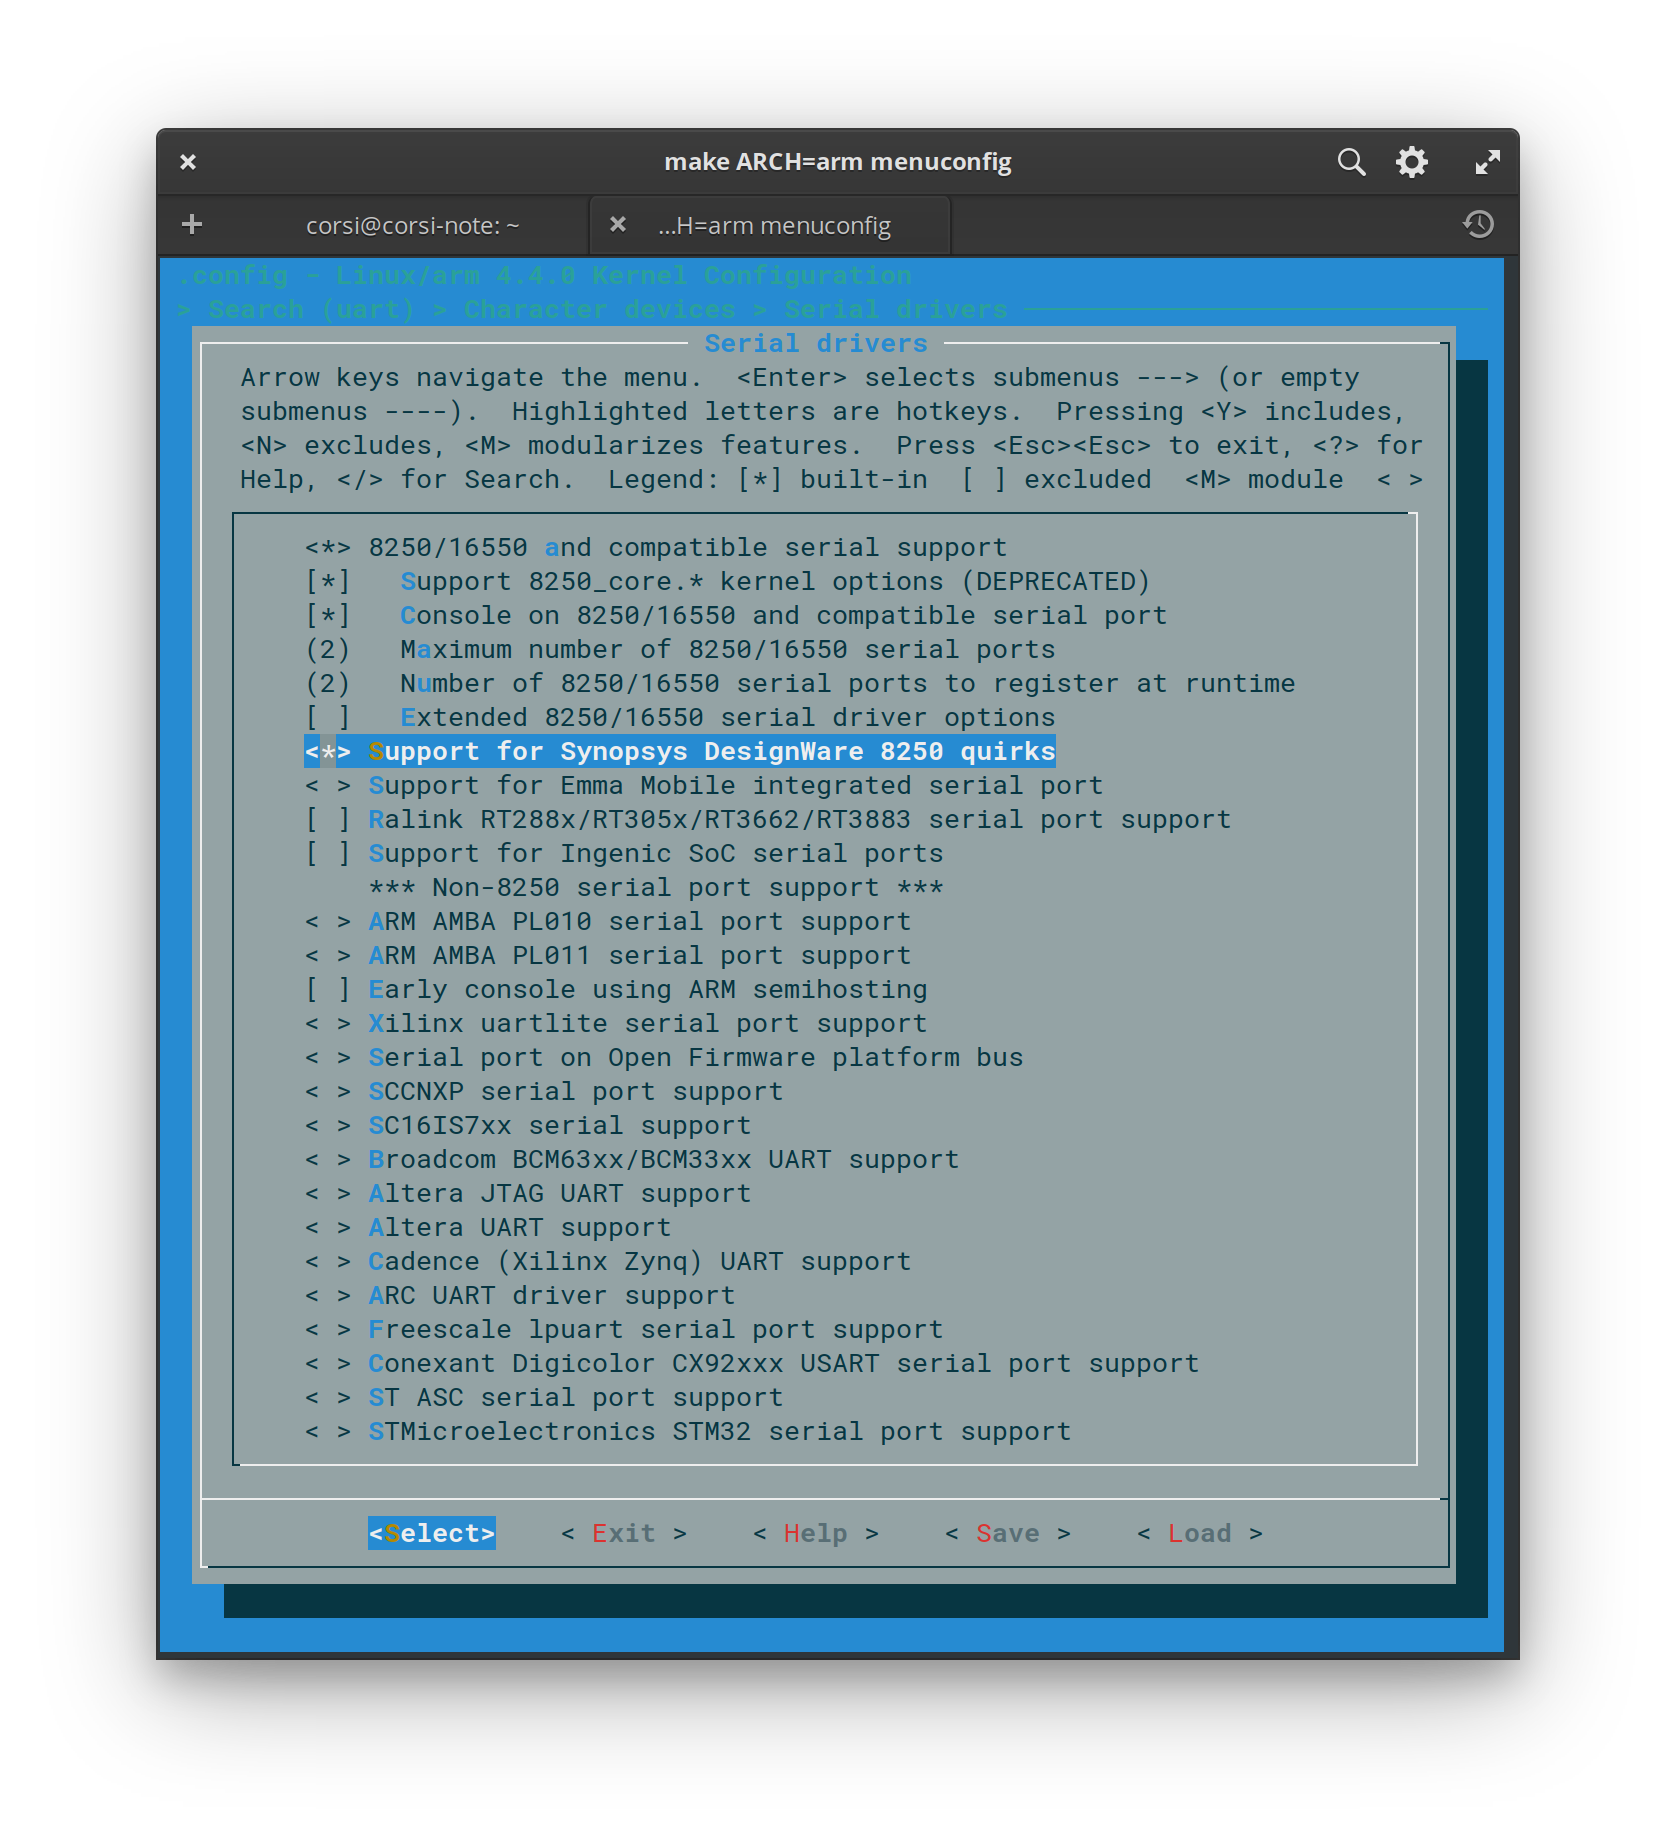 make ARCH=arm menuconfig
corsi@corsi-note: ~
...H=arm menuconfig
.config - Linux/arm 4.4.0 Kernel Configuration
> Search (uart) > Character devices > Serial drivers
Serial drivers
Arrow keys navigate the menu.  <Enter> selects submenus ---> (or empty
submenus ----).  Highlighted letters are hotkeys.  Pressing <Y> includes,
<N> excludes, <M> modularizes features.  Press <Esc><Esc> to exit, <?> for
Help, </> for Search.  Legend: [*] built-in  [ ] excluded  <M> module  < >
<*> 8250/16550 and compatible serial support
[*]   Support 8250_core.* kernel options (DEPRECATED)
[*]   Console on 8250/16550 and compatible serial port
(2)   Maximum number of 8250/16550 serial ports
(2)   Number of 8250/16550 serial ports to register at runtime
[ ]   Extended 8250/16550 serial driver options
<*> Support for Synopsys DesignWare 8250 quirks
< > Support for Emma Mobile integrated serial port
[ ] Ralink RT288x/RT305x/RT3662/RT3883 serial port support
[ ] Support for Ingenic SoC serial ports
*** Non-8250 serial port support ***
< > ARM AMBA PL010 serial port support
< > ARM AMBA PL011 serial port support
[ ] Early console using ARM semihosting
< > Xilinx uartlite serial port support
< > Serial port on Open Firmware platform bus
< > SCCNXP serial port support
< > SC16IS7xx serial support
< > Broadcom BCM63xx/BCM33xx UART support
< > Altera JTAG UART support
< > Altera UART support
< > Cadence (Xilinx Zynq) UART support
< > ARC UART driver support
< > Freescale lpuart serial port support
< > Conexant Digicolor CX92xxx USART serial port support
< > ST ASC serial port support
< > STMicroelectronics STM32 serial port support
<Select>    < Exit >    < Help >    < Save >    < Load >